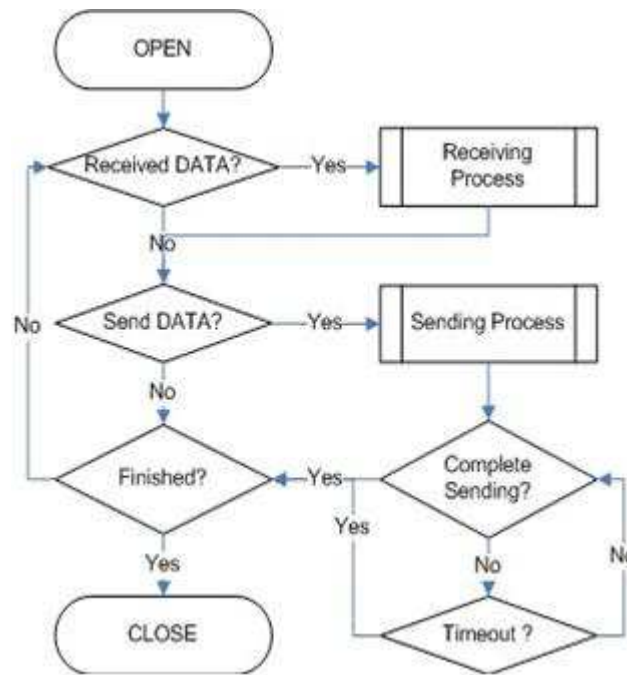 OPEN
Received DATA?
Yes
Receiving
Process
No
Send DATA?
Yes
Sending Process
No
No
Finished?
Yes
Complete
Sending?
Yes
No
No
Yes
CLOSE
Timeout ?